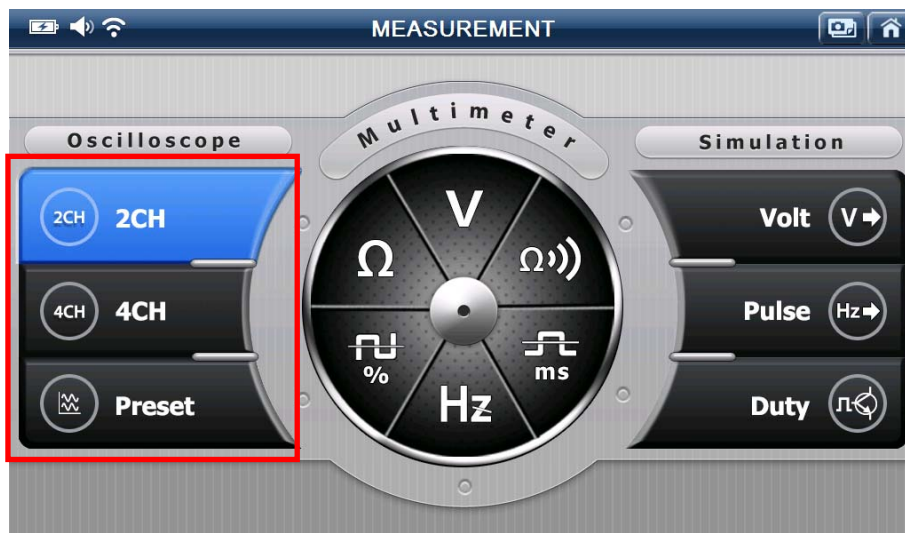 MEASUREMENT
Oscilloscope
Multimeter
Simulation
2CH 2CH
4CH 4CH
Preset
V
Ω
Ω
%
ms
Hz
Volt V
Pulse Hz
Duty